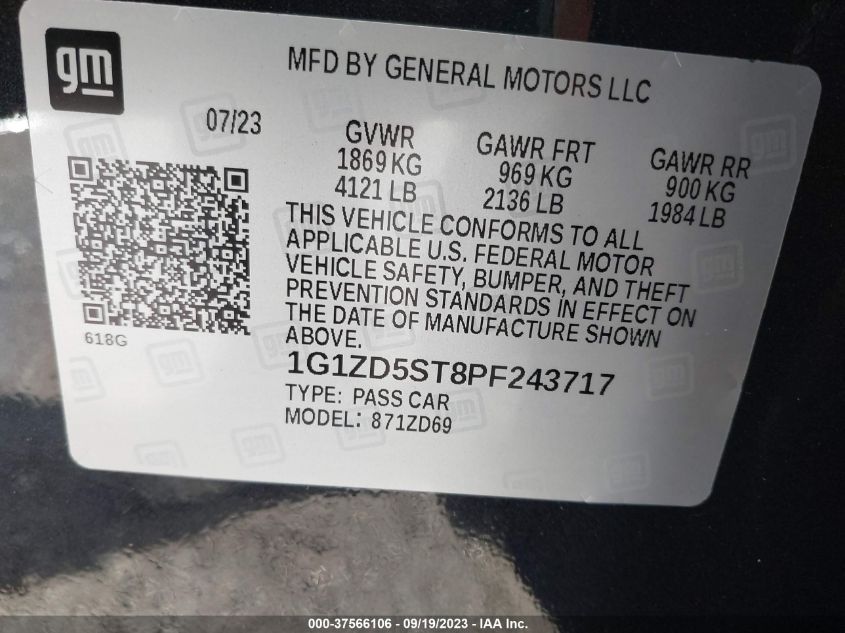 gm
MFD BY GENERAL MOTORS LLC
07/23
GVWR
1869 KG
4121 LB
GAWR FRT
969 KG
2136 LB
GAWR RR
900 KG
1984 LB
THIS VEHICLE CONFORMS TO ALL
APPLICABLE U.S. FEDERAL MOTOR
VEHICLE SAFETY, BUMPER, AND THEFT
PREVENTION STANDARDS IN EFFECT ON
THE DATE OF MANUFACTURE SHOWN
ABOVE.
618G
1G1ZD5ST8PF243717
TYPE: PASS CAR
MODEL: 871ZD69
100-37566106 - 09/19/2023 - IAA Inc.